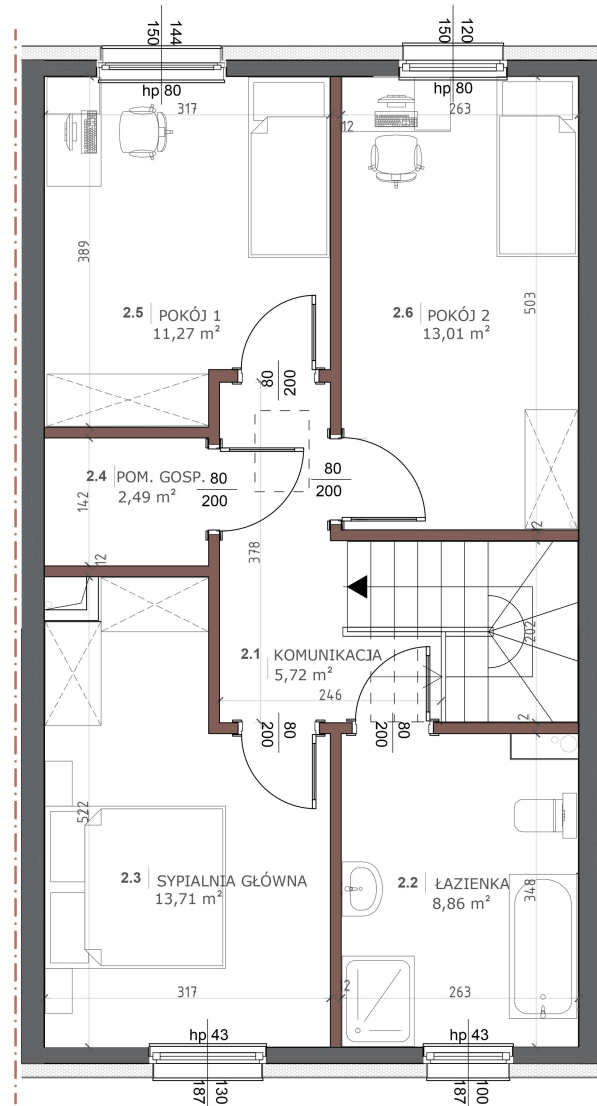 144
150
120
150
hp 80
hp 80
317
263
12
389
503
2.5 POKÓJ 1
11,27 m²
2.6 POKÓJ 2
13,01 m²
80
200
2.4 POM. GOSP.
2,49 m²
80
200
80
200
142
12
378
2
202
2.1 KOMUNIKACJA
5,72 m²
246
2
80
200
80
200
522
2.3 SYPIALNIA GŁÓWNA
13,71 m²
2.2 ŁAZIENKA
8,86 m²
348
317
2
263
hp 43
hp 43
130
187
100
187